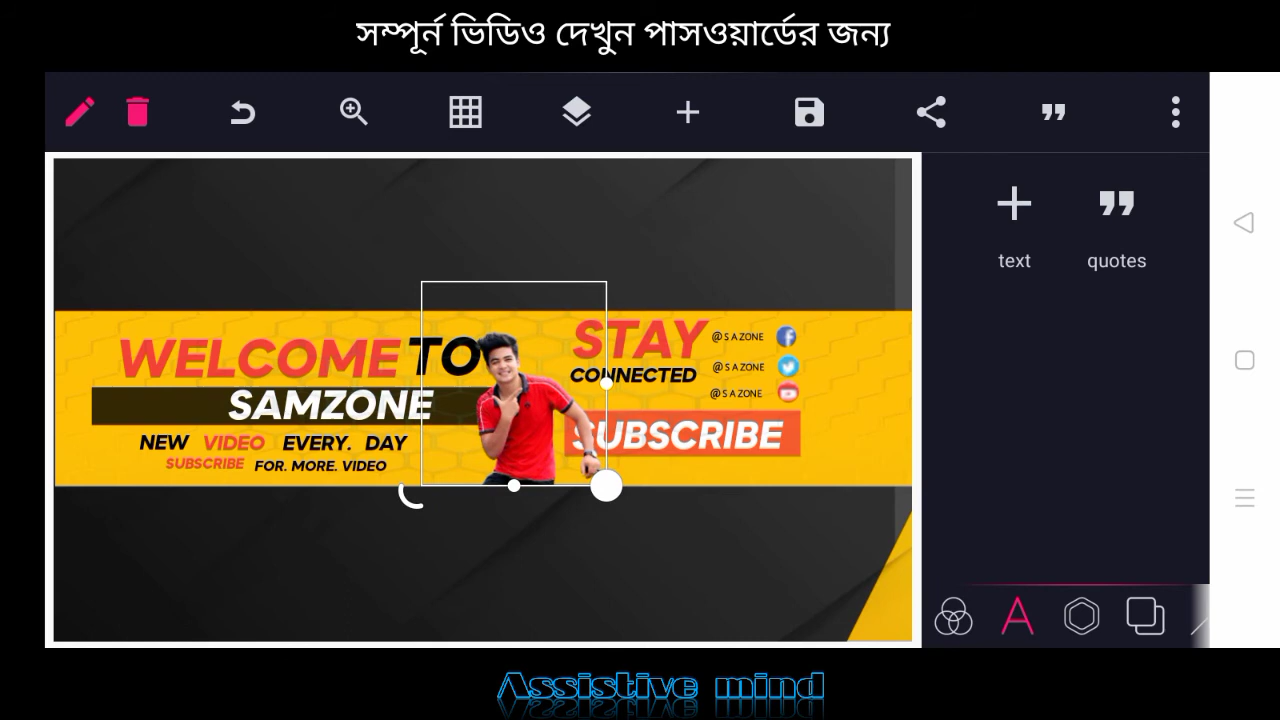 সম্পূর্ন ভিডিও দেখুন পাসওয়ার্ডের জন্য
text
quotes
WELCOME TO
SAMZONE
NEW VIDEO EVERY. DAY
SUBSCRIBE FOR. MORE. VIDEO
STAY
CONNECTED
@SAZONE
@SAZONE
@SAZONE
SUBSCRIBE
Assistive mind